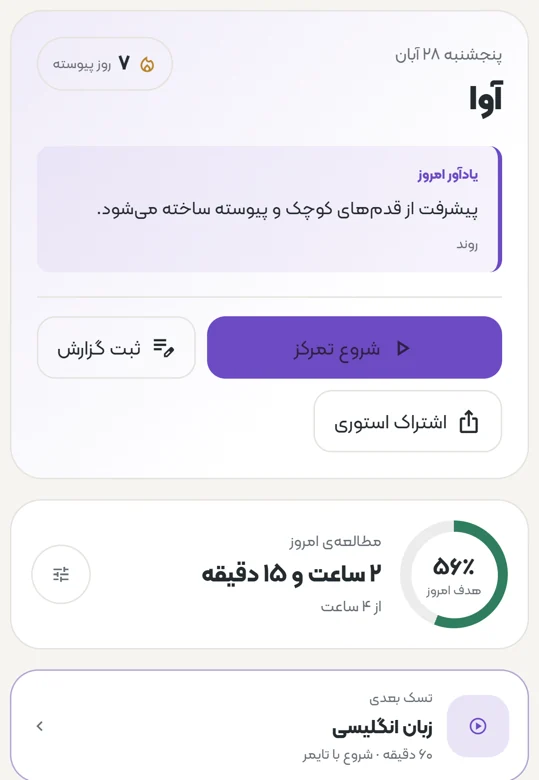 پنجشنبه ۲۸ آبان
۷ روز پیوسته
آوا
یادآور امروز
پیشرفت از قدم‌های کوچک و پیوسته ساخته می‌شود.
روند
شروع تمرکز
ثبت گزارش
اشتراک استوری
۵۶٪
هدف امروز
مطالعه‌ی امروز
۲ ساعت و ۱۵ دقیقه
از ۴ ساعت
تسک بعدی
زبان انگلیسی
۶۰ دقیقه · شروع با تایمر